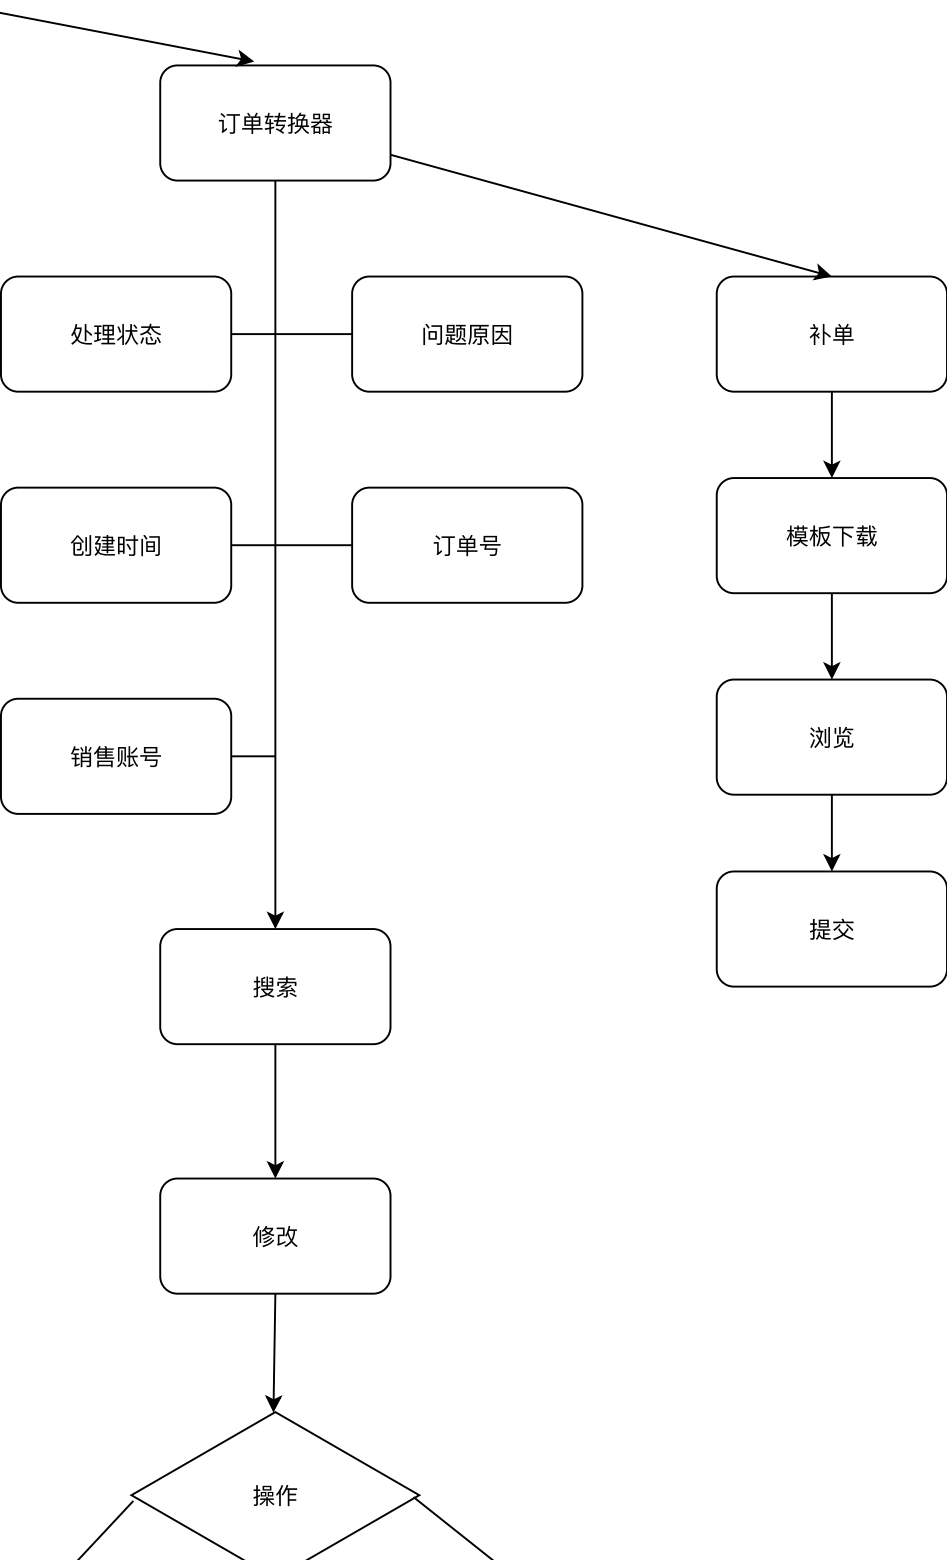 订单转换器
处理状态
问题原因
补单
创建时间
订单号
模板下载
销售账号
浏览
提交
搜索
修改
操作